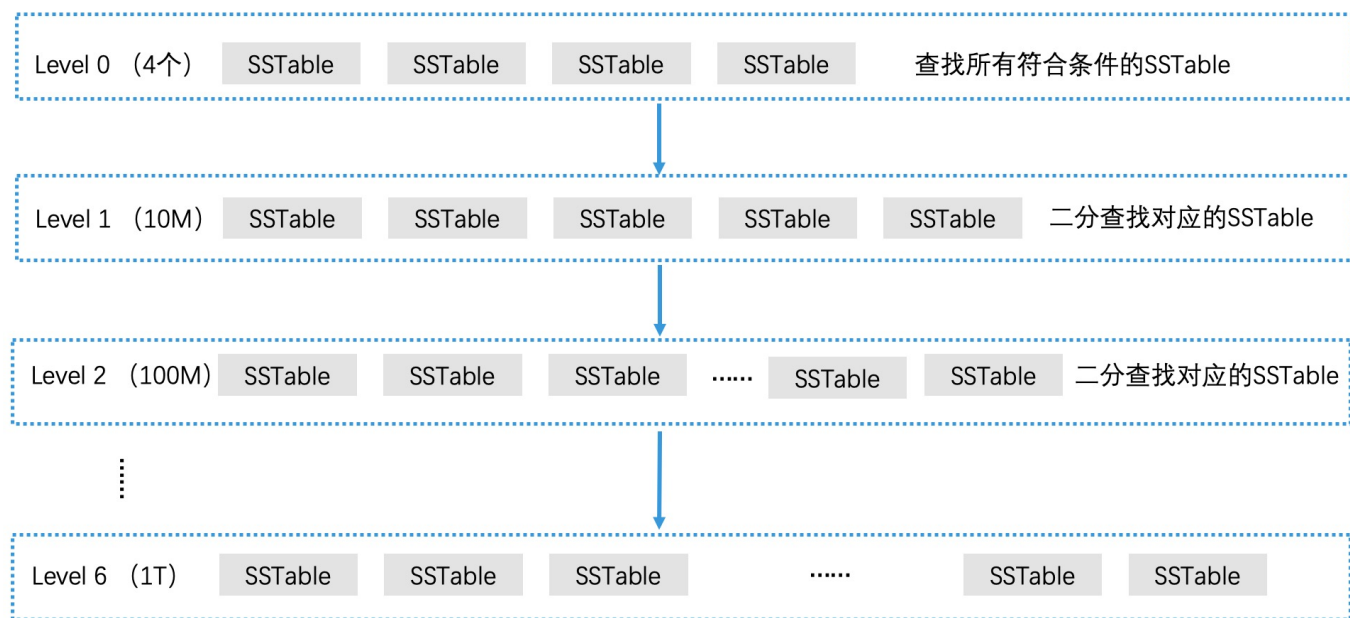 Level 0 （4个） SSTable SSTable SSTable SSTable 查找所有符合条件的SSTable
Level 1 （10M） SSTable SSTable SSTable SSTable SSTable 二分查找对应的SSTable
Level 2 （100M） SSTable SSTable SSTable ...... SSTable SSTable 二分查找对应的SSTable
Level 6 （1T） SSTable SSTable SSTable ...... SSTable SSTable